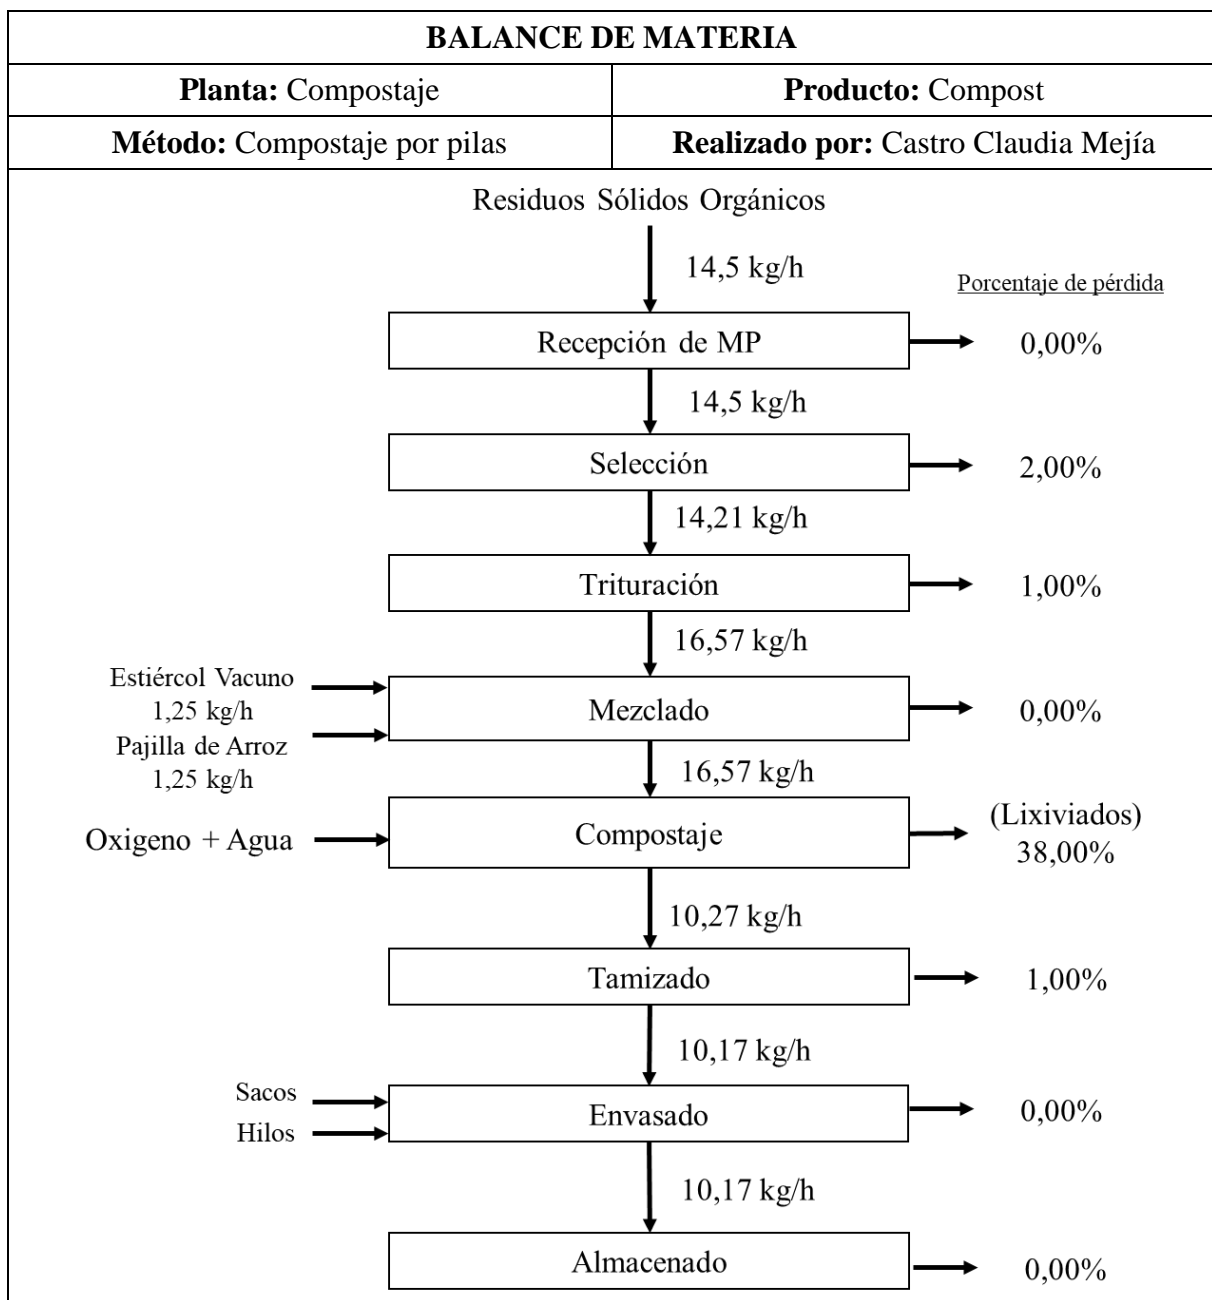 BALANCE DE MATERIA
Planta: Compostaje
Producto: Compost
Método: Compostaje por pilas
Realizado por: Castro Claudia Mejía
Residuos Sólidos Orgánicos
14,5 kg/h
Porcentaje de pérdida
Recepción de MP
0,00%
14,5 kg/h
Selección
2,00%
14,21 kg/h
Trituración
1,00%
16,57 kg/h
Estiércol Vacuno
1,25 kg/h
Mezclado
0,00%
Pajilla de Arroz
1,25 kg/h
16,57 kg/h
Oxigeno + Agua
Compostaje
(Lixiviados)
38,00%
10,27 kg/h
Tamizado
1,00%
10,17 kg/h
Sacos
Hilos
Envasado
0,00%
10,17 kg/h
Almacenado
0,00%